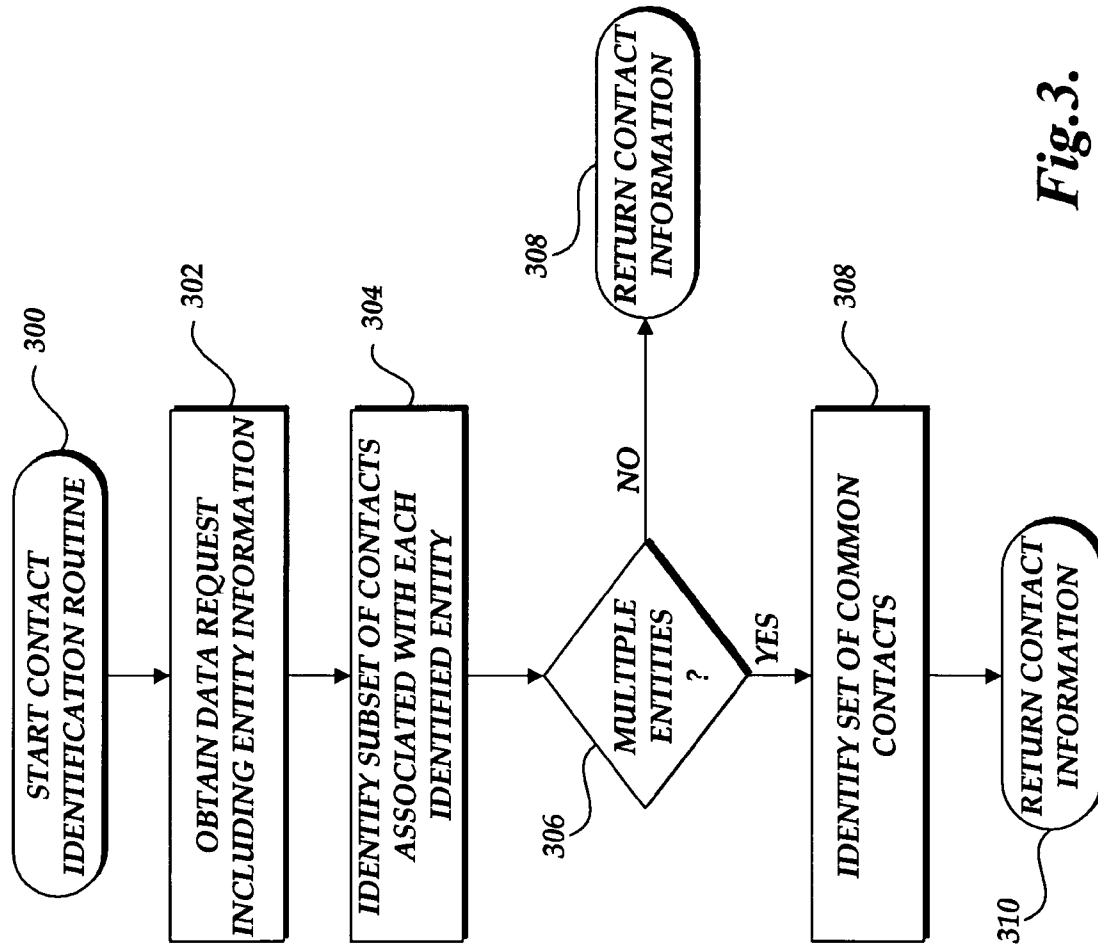 START CONTACT
IDENTIFICATION ROUTINE
300
OBTAIN DATA REQUEST
INCLUDING ENTITY INFORMATION
302
IDENTIFY SUBSET OF CONTACTS
ASSOCIATED WITH EACH
IDENTIFIED ENTITY
304
MULTIPLE
ENTITIES
?
306
NO
308
RETURN CONTACT
INFORMATION
YES
IDENTIFY SET OF COMMON
CONTACTS
308
RETURN CONTACT
INFORMATION
310
Fig.3.